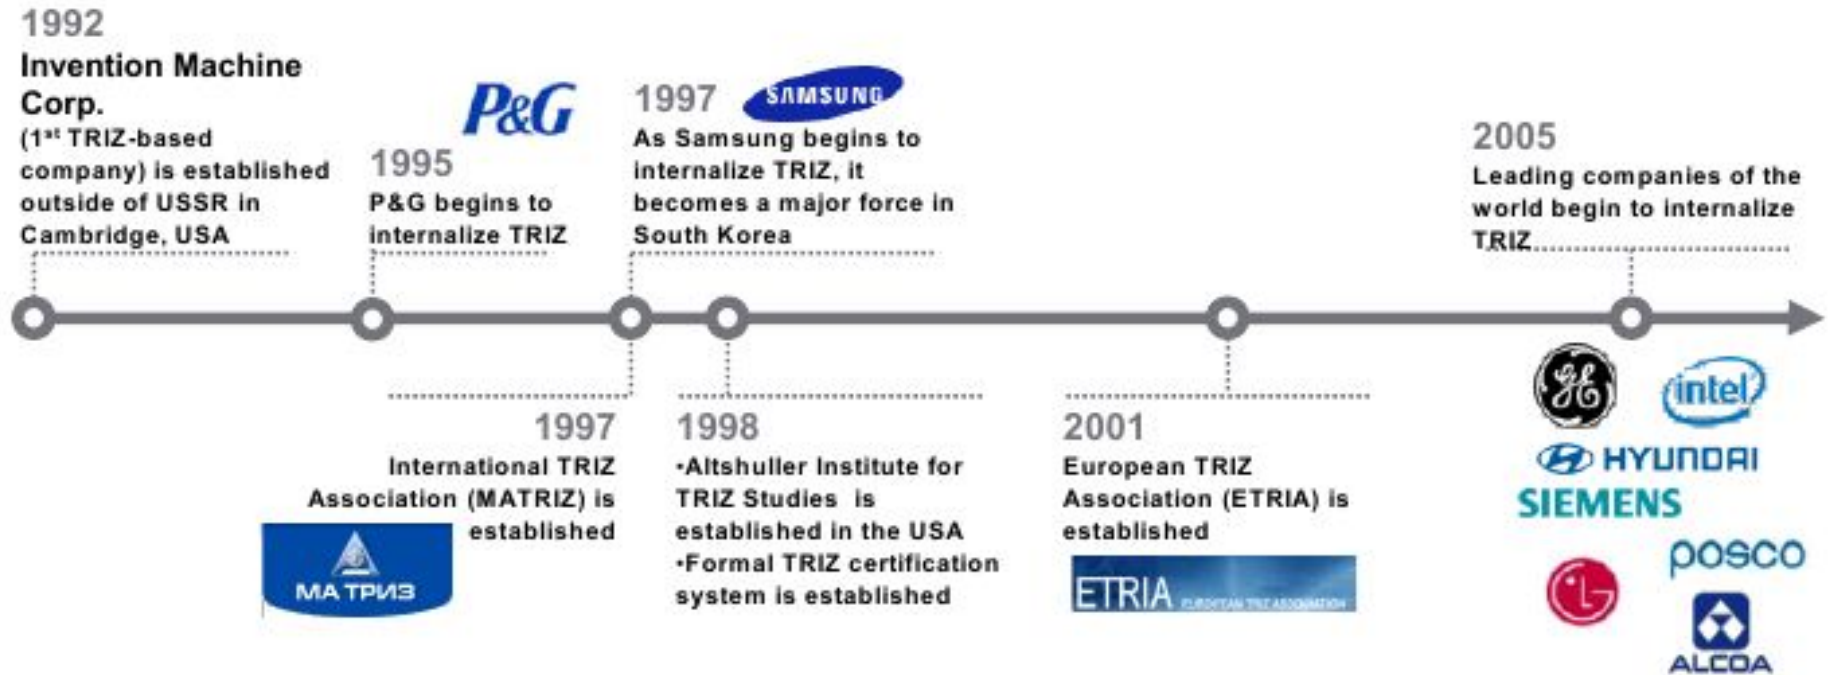 1992
Invention Machine
Corp.
(1st TRIZ-based
company) is established
outside of USSR in
Cambridge, USA
P&G
1995
P&G begins to
internalize TRIZ
1997
SAMSUNG
As Samsung begins to
internalize TRIZ, it
becomes a major force in
South Korea
2005
Leading companies of the
world begin to internalize
TRIZ
1997
International TRIZ
Association (MATRIZ) is
established
МА ТРИЗ
1998
•Altshuller Institute for
TRIZ Studies is
established in the USA
•Formal TRIZ certification
system is established
2001
European TRIZ
Association (ETRIA) is
established
ETRIA EUROPEAN TRIZ ASSOCIATION
GE
intel
HYUNDAI
SIEMENS
posco
LG
ALCOA